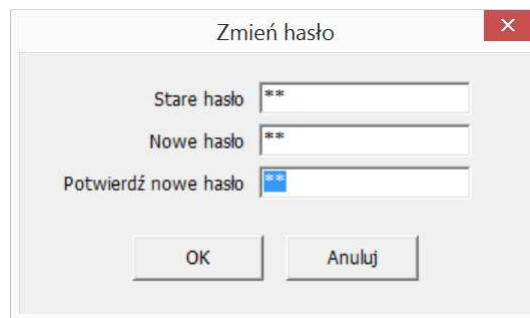 Zmień hasło
Stare hasło **
Nowe hasło **
Potwierdź nowe hasło **
OK Anuluj